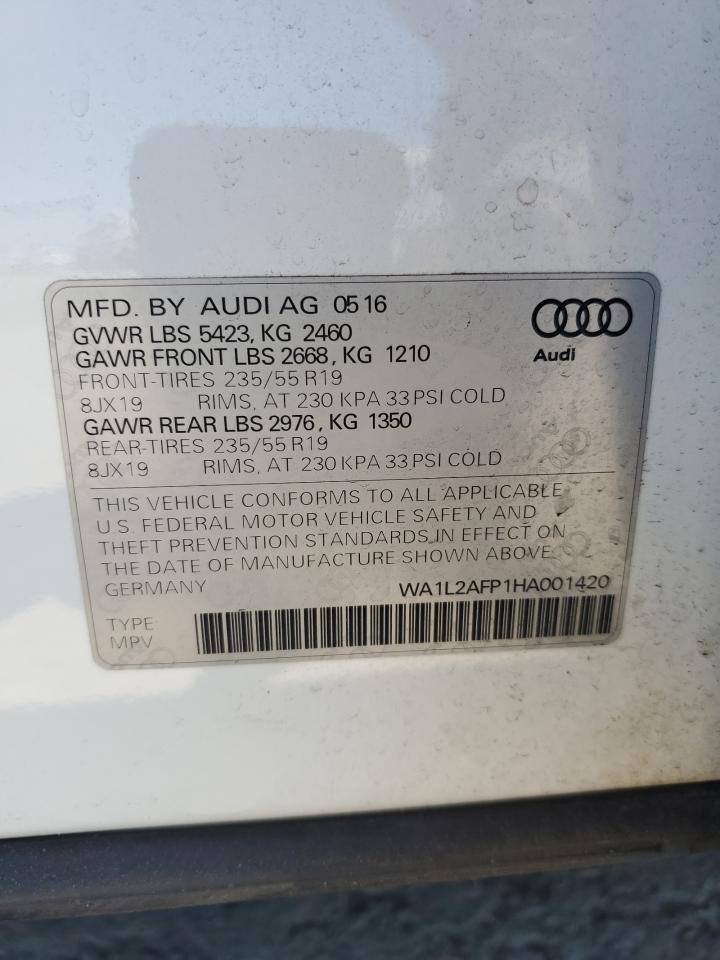 MFD. BY AUDI AG 05 16
GVWR LBS 5423, KG 2460
GAWR FRONT LBS 2668, KG 1210
FRONT-TIRES 235/55 R19
8JX19 RIMS, AT 230 KPA 33 PSI COLD
GAWR REAR LBS 2976, KG 1350
REAR-TIRES 235/55 R19
8JX19 RIMS, AT 230 KPA 33 PSI COLD
Audi
THIS VEHICLE CONFORMS TO ALL APPLICABLE
U.S. FEDERAL MOTOR VEHICLE SAFETY AND
THEFT PREVENTION STANDARDS IN EFFECT ON
THE DATE OF MANUFACTURE SHOWN ABOVE.
GERMANY WA1L2AFP1HA001420
TYPE:
MPV